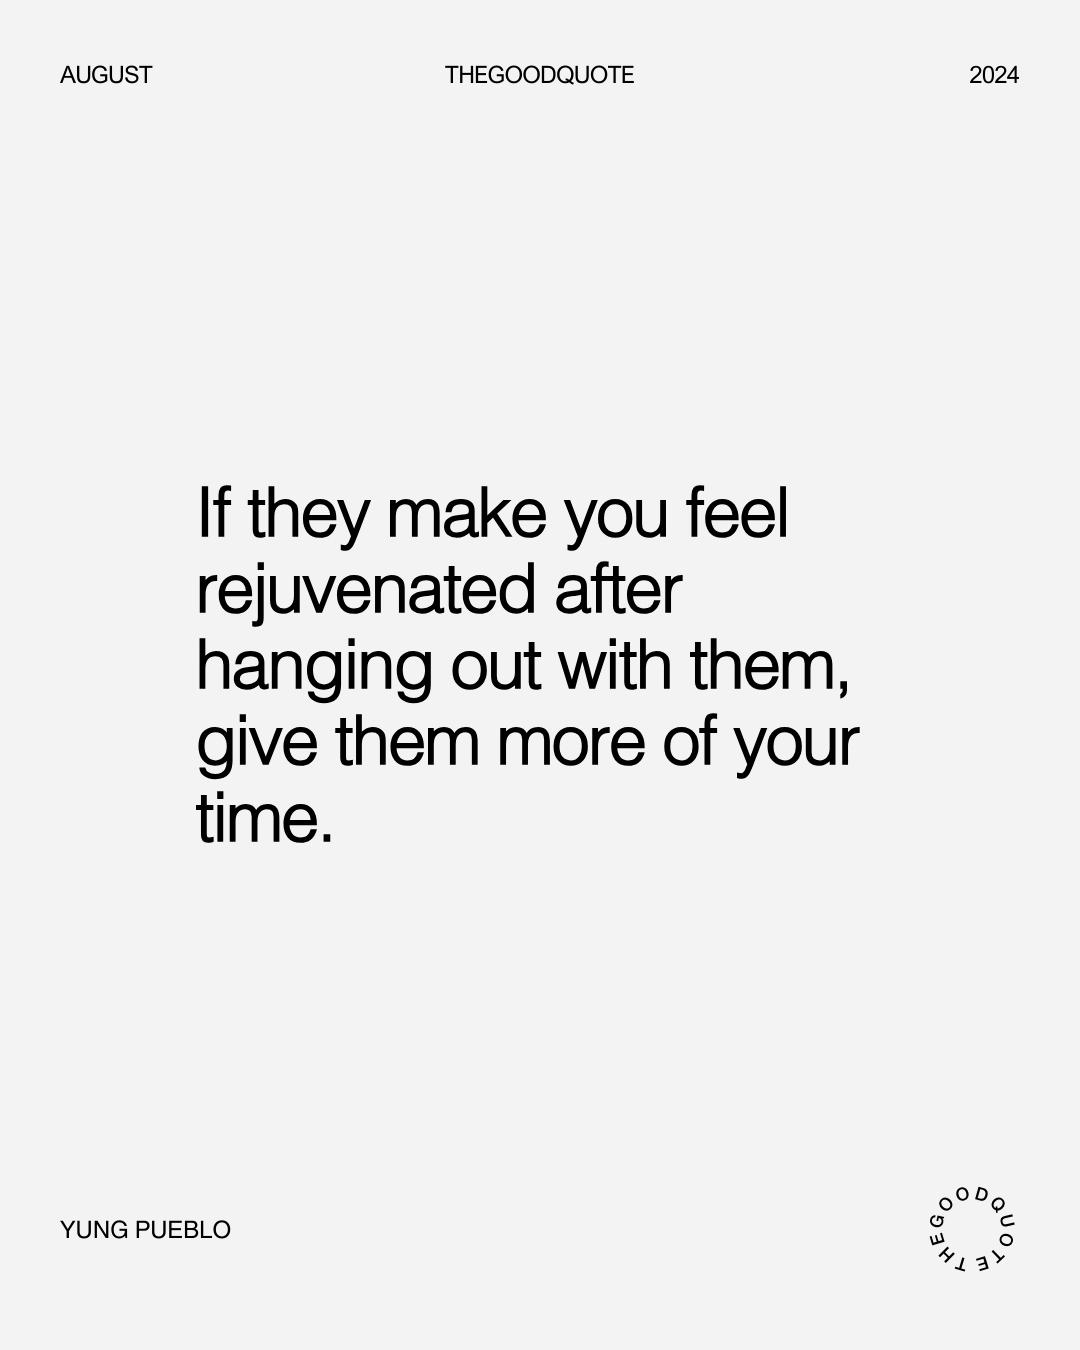 AUGUST
THEGOODQUOTE
2024
If they make you feel
rejuvenated after
hanging out with them,
give them more of your
time.
YUNG PUEBLO
THEGOODQUOTE